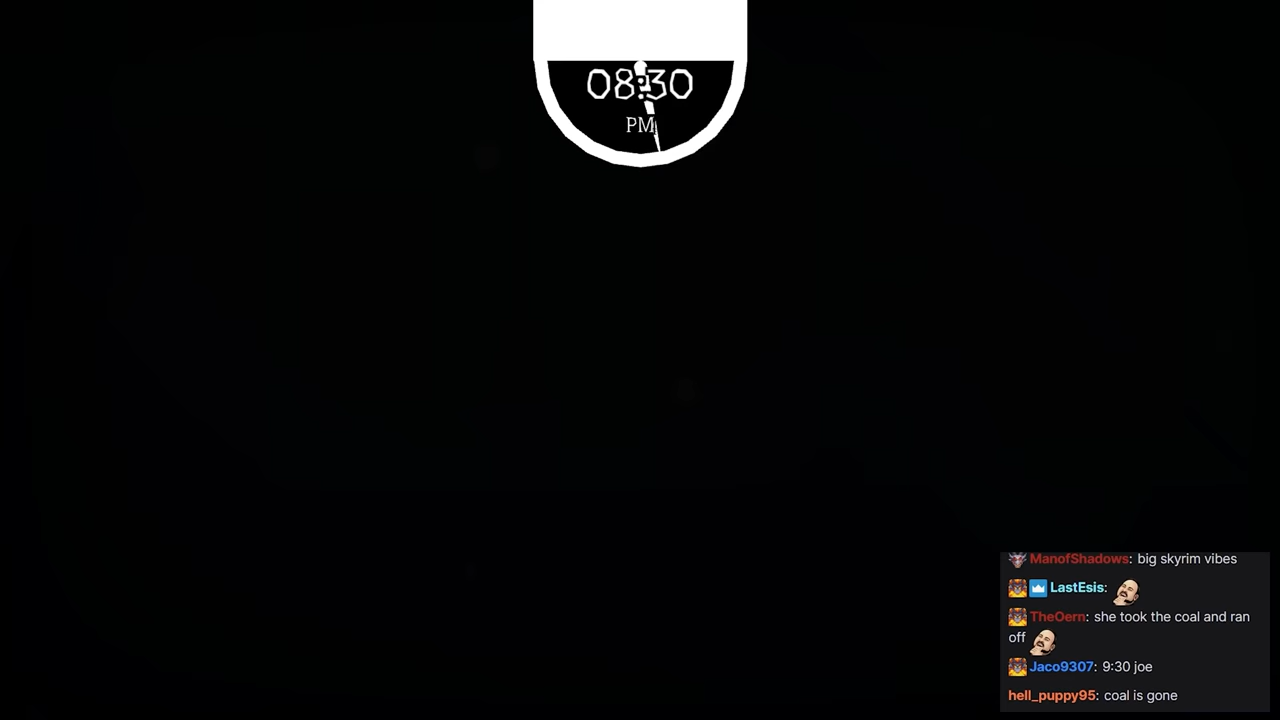 08:30
PM
ManofShadows: big skyrim vibes
LastEsis:
TheOern: she took the coal and ran
off
Jaco9307: 9:30 joe
hell_puppy95: coal is gone